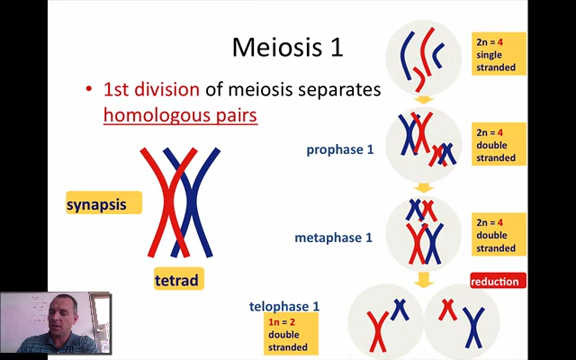 Meiosis 1
• 1st division of meiosis separates
homologous pairs
synapsis
tetrad
2n = 4
single
stranded
prophase 1
2n = 4
double
stranded
metaphase 1
2n = 4
double
stranded
reduction
telophase 1
1n = 2
double
stranded